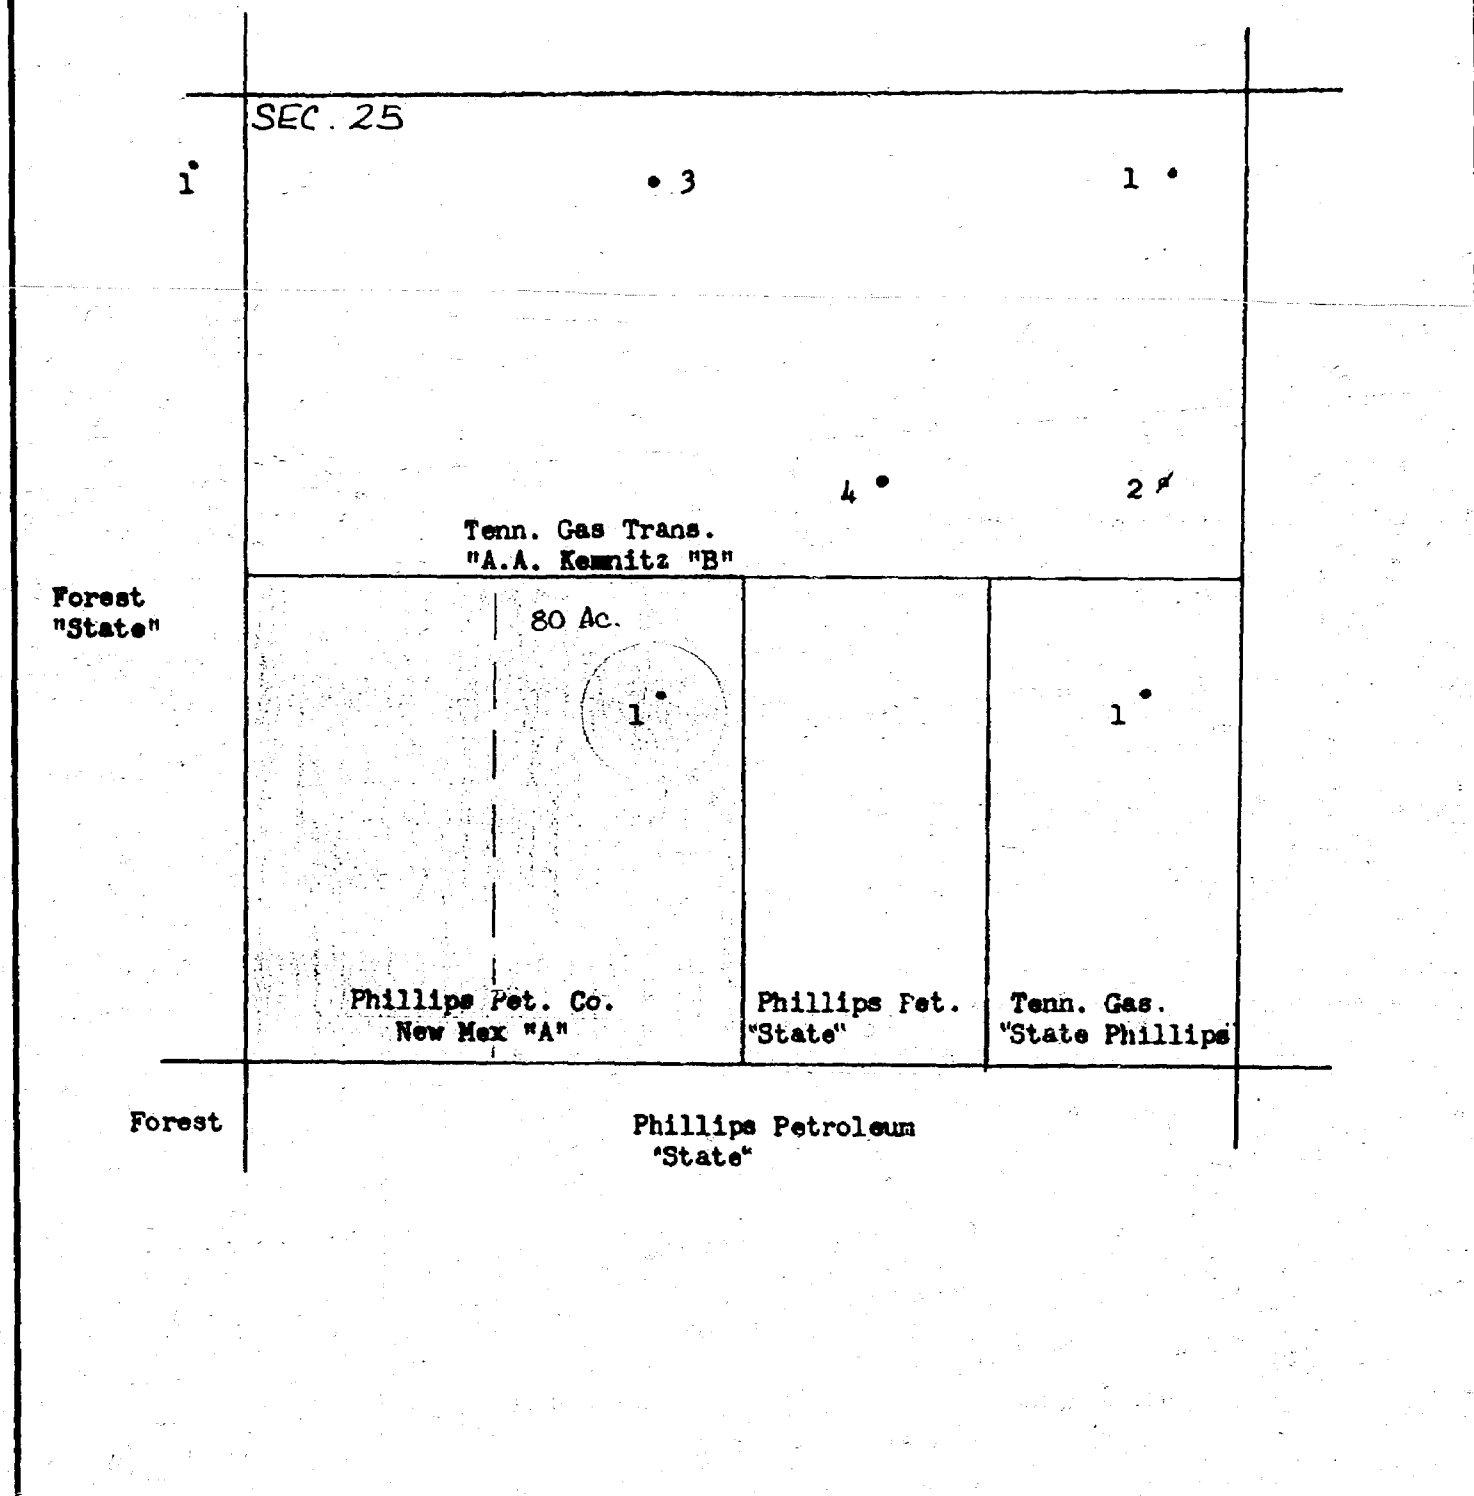 SEC. 25
1
3
1
4
2
Tenn. Gas Trans.
"A.A. Kemnitz "B"
Forest
"State"
80 Ac.
1
1
Phillips Pet. Co.
New Mex "A"
Phillips Pet.
"State"
Tenn. Gas.
"State Phillips
Forest
Phillips Petroleum
"State"